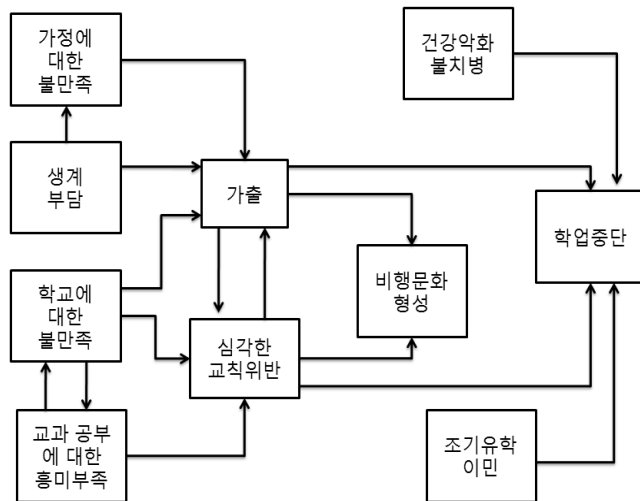 가정에
대한
불만족
건강악화
불치병
생계
부담
가출
학업중단
비행문화
형성
학교에
대한
불만족
심각한
교칙위반
교과 공부
에 대한
흥미부족
조기유학
이민